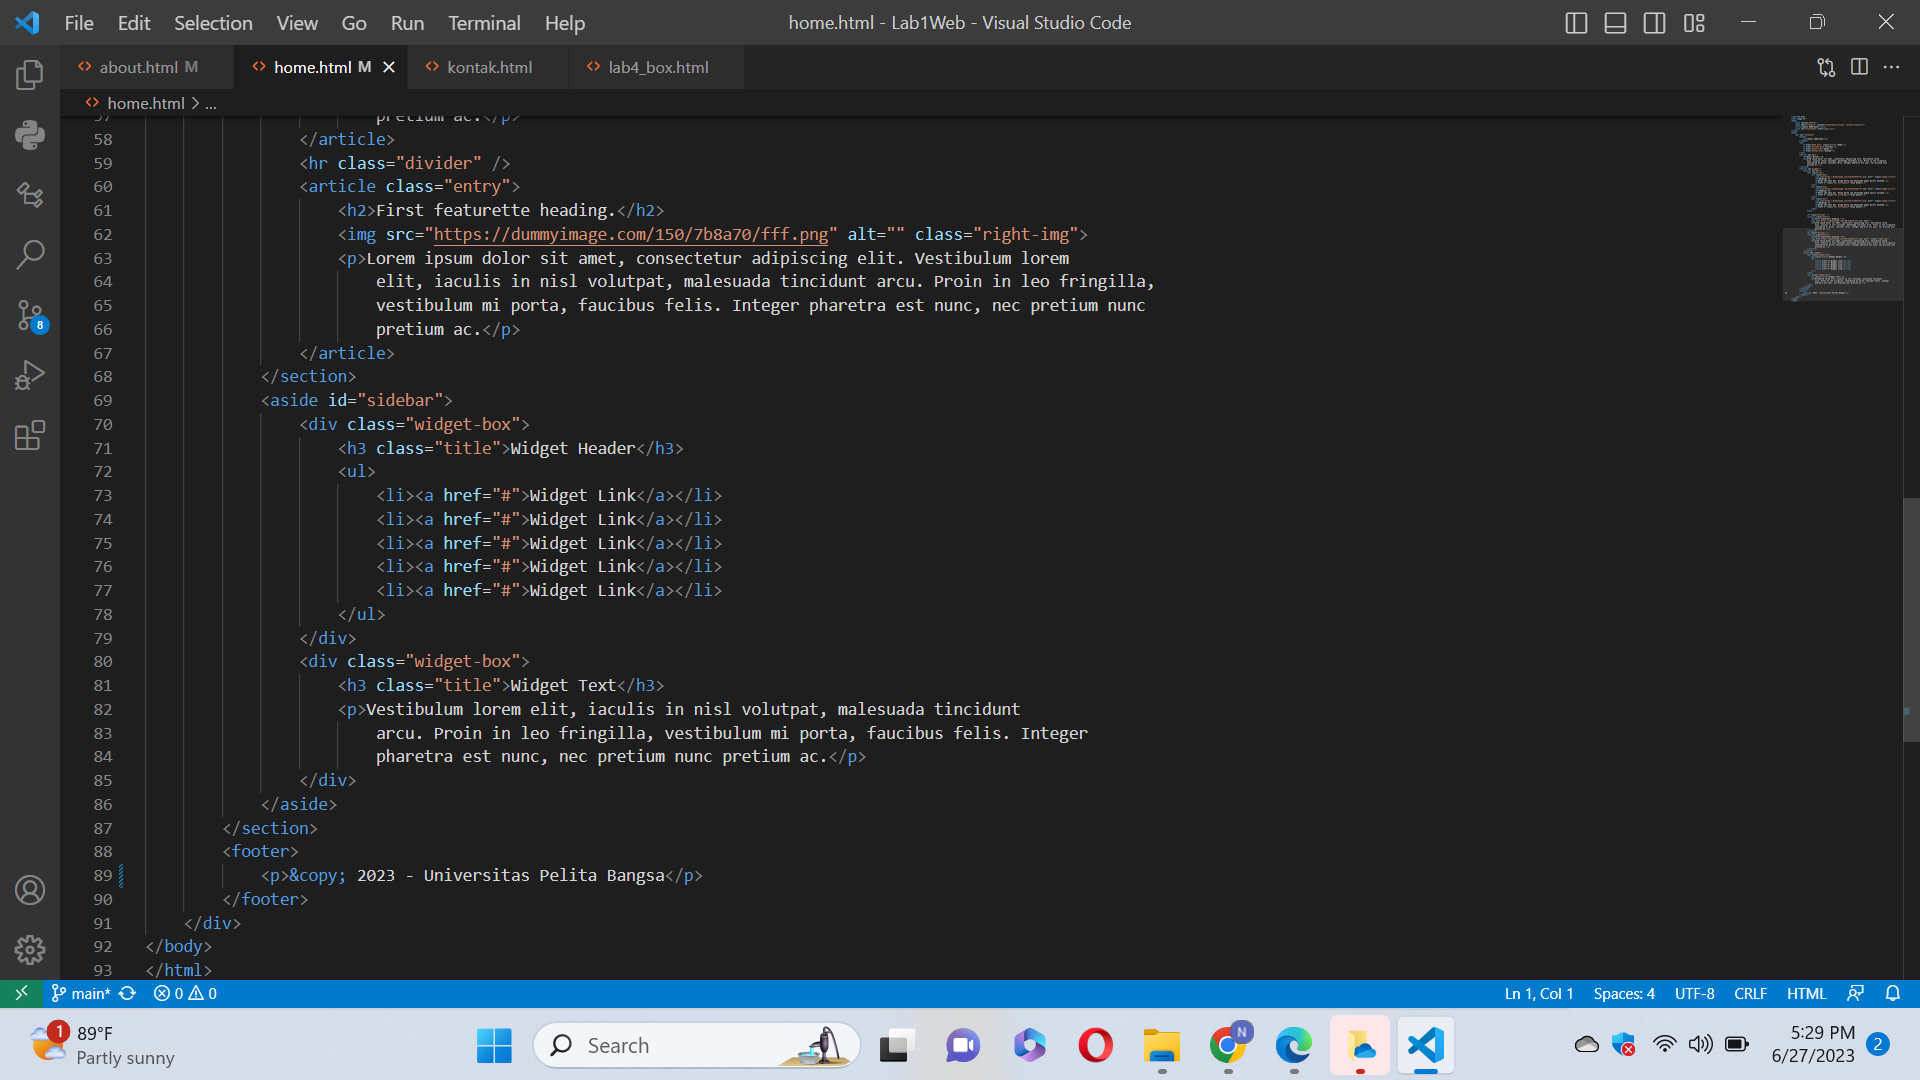 File Edit Selection View Go Run Terminal Help
home.html - Lab1Web - Visual Studio Code
about.html M
home.html M
kontak.html
lab4_box.html
home.html > ...
57 pretium ac.</p>
58 </article>
59 <hr class="divider" />
60 <article class="entry">
61 <h2>First featurette heading.</h2>
62 <img src="https://dummyimage.com/150/7b8a70/fff.png" alt="" class="right-img">
63 <p>Lorem ipsum dolor sit amet, consectetur adipiscing elit. Vestibulum lorem
64 elit, iaculis in nisl volutpat, malesuada tincidunt arcu. Proin in leo fringilla,
65 vestibulum mi porta, faucibus felis. Integer pharetra est nunc, nec pretium nunc
66 pretium ac.</p>
67 </article>
68 </section>
69 <aside id="sidebar">
70 <div class="widget-box">
71 <h3 class="title">Widget Header</h3>
72 <ul>
73 <li><a href="#">Widget Link</a></li>
74 <li><a href="#">Widget Link</a></li>
75 <li><a href="#">Widget Link</a></li>
76 <li><a href="#">Widget Link</a></li>
77 <li><a href="#">Widget Link</a></li>
78 </ul>
79 </div>
80 <div class="widget-box">
81 <h3 class="title">Widget Text</h3>
82 <p>Vestibulum lorem elit, iaculis in nisl volutpat, malesuada tincidunt
83 arcu. Proin in leo fringilla, vestibulum mi porta, faucibus felis. Integer
84 pharetra est nunc, nec pretium nunc pretium ac.</p>
85 </div>
86 </aside>
87 </section>
88 <footer>
89 <p>&copy; 2023 - Universitas Pelita Bangsa</p>
90 </footer>
91 </div>
92 </body>
93 </html>
8
main* 0 0
Ln 1, Col 1 Spaces: 4 UTF-8 CRLF HTML
1
89°F
Partly sunny
Search
N
5:29 PM
6/27/2023
2